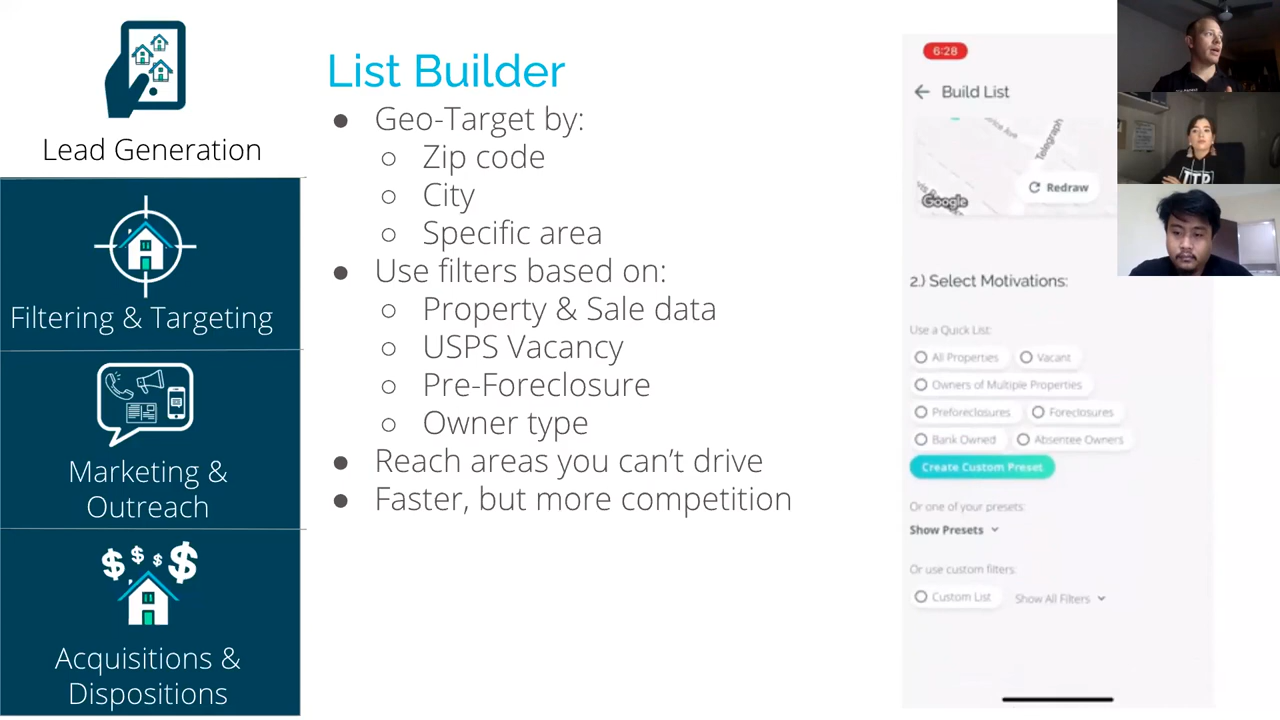 Lead Generation
Filtering & Targeting
Marketing &
Outreach
Acquisitions &
Dispositions
List Builder
● Geo-Target by:
○ Zip code
○ City
○ Specific area
● Use filters based on:
○ Property & Sale data
○ USPS Vacancy
○ Pre-Foreclosure
○ Owner type
● Reach areas you can't drive
● Faster, but more competition
6:28
Build List
Telegraph
Redraw
Google
2.) Select Motivations:
Use a Quick List:
All Properties Vacant
Owners of Multiple Properties
Preforeclosures Foreclosures
Bank Owned Absentee Owners
Create Custom Preset
Or one of your presets:
Show Presets
Or use custom filters:
Custom List Show All Filters